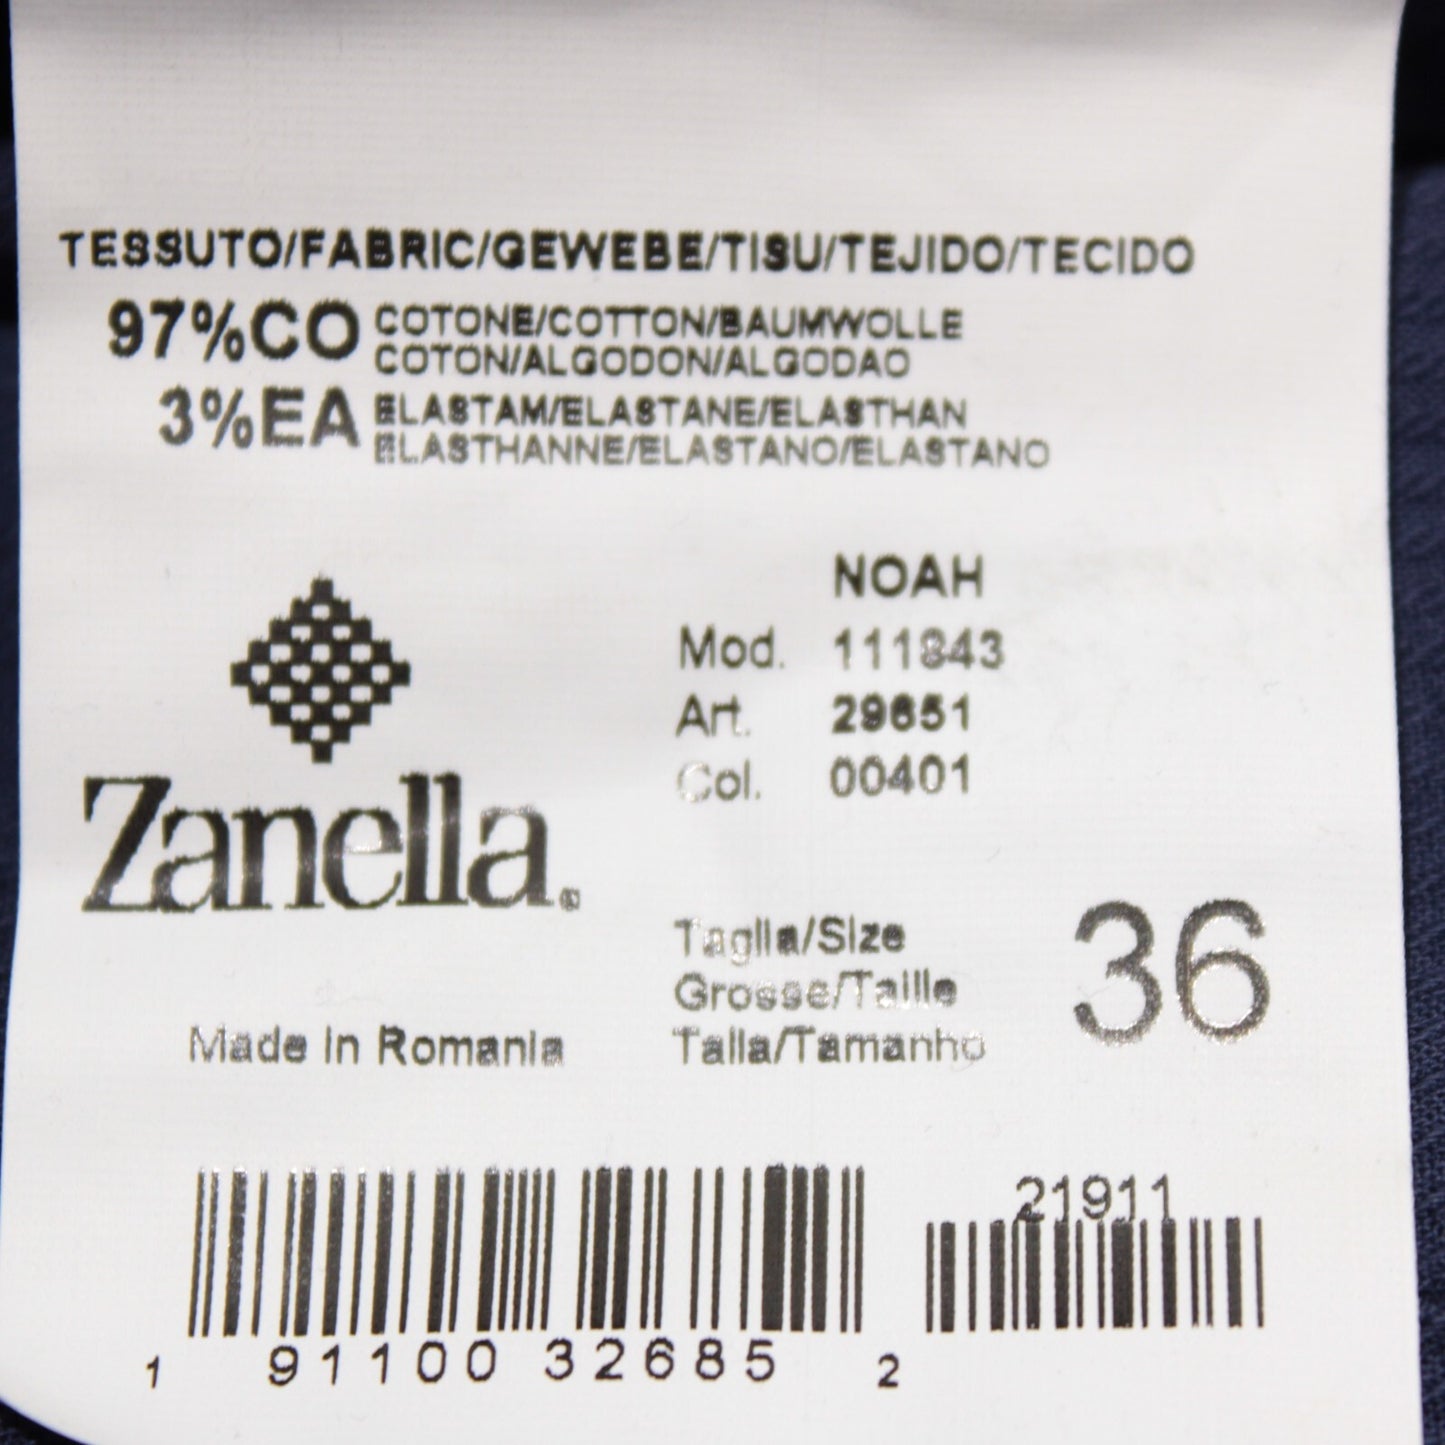 TESSUTO/FABRIC/GEWEBE/TISU/TEJIDO/TECIDO
97%CO COTONE/COTTON/BAUMWOLLE
COTON/ALGODON/ALGODAO
3%EA ELASTAM/ELASTANE/ELASTHAN
ELASTHANNE/ELASTANO/ELASTANO
NOAH
Mod. 111843
Art. 29651
Col. 00401
Zanella®
Taglia/Size
Grosse/Taille
Talla/Tamanho
36
Made in Romania
21911
1 91100 32685 2